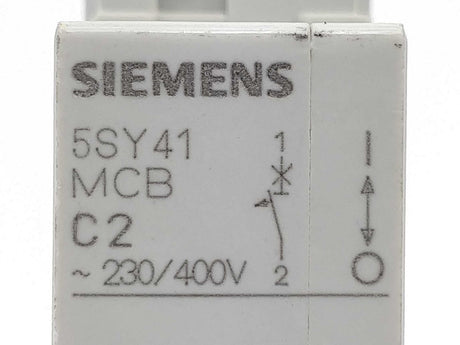 SIEMENS
5SY41 1 I
MCB
C2
~ 230/400V 2 O